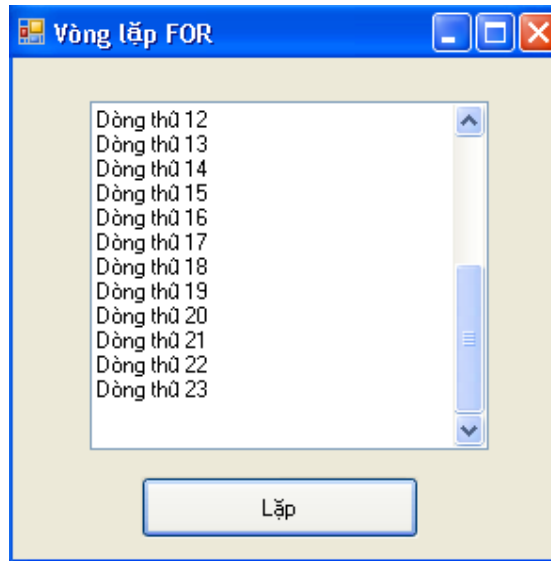 Vòng lặp FOR
Dòng thứ 12
Dòng thứ 13
Dòng thứ 14
Dòng thứ 15
Dòng thứ 16
Dòng thứ 17
Dòng thứ 18
Dòng thứ 19
Dòng thứ 20
Dòng thứ 21
Dòng thứ 22
Dòng thứ 23
Lặp